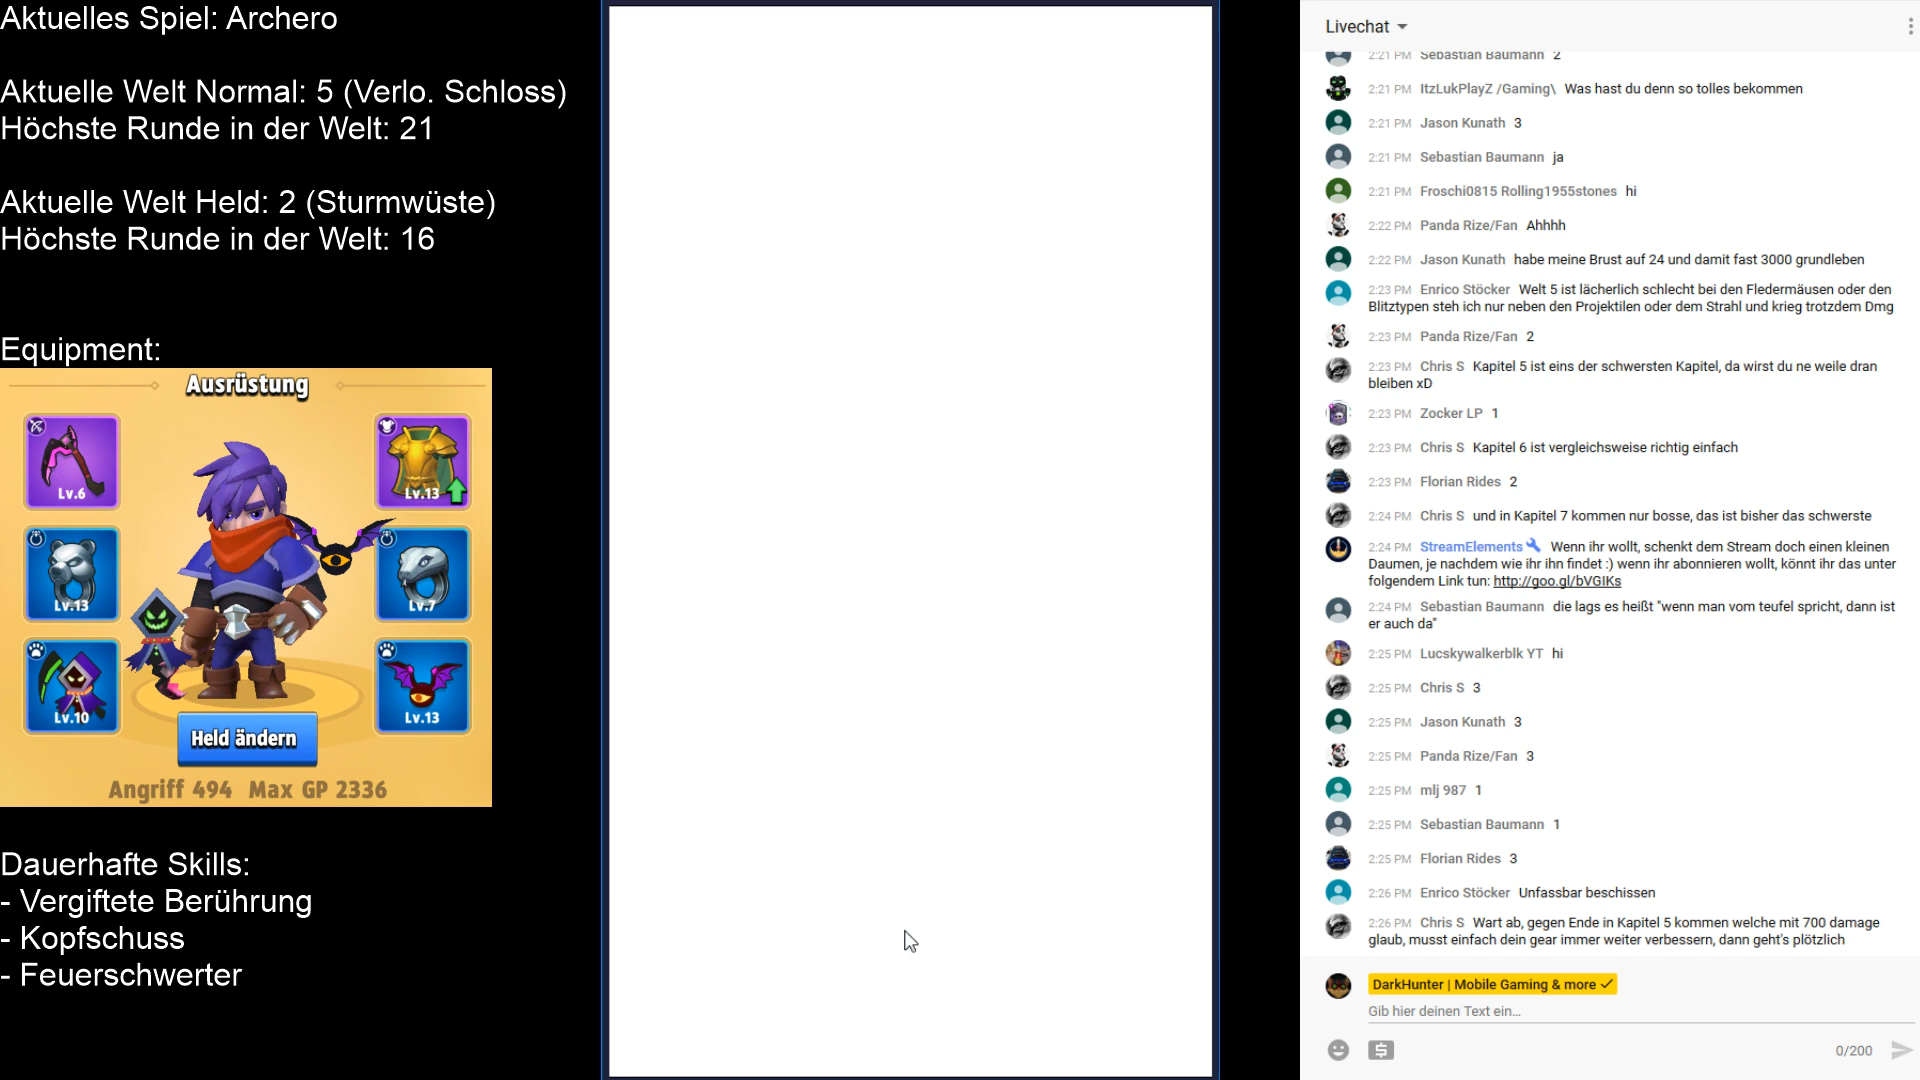 Aktuelles Spiel: Archero
Aktuelle Welt Normal: 5 (Verlo. Schloss)
Höchste Runde in der Welt: 21
Aktuelle Welt Held: 2 (Sturmwüste)
Höchste Runde in der Welt: 16
Equipment:
Ausrüstung
Lv.6
Lv.13
Lv.13
Lv.7
Lv.10
Lv.13
Held ändern
Angriff 494 Max GP 2336
Dauerhafte Skills:
- Vergiftete Berührung
- Kopfschuss
- Feuerschwerter
Livechat
2:21 PM Sebastian Baumann 2
2:21 PM ItzLukPlayZ /Gaming\ Was hast du denn so tolles bekommen
2:21 PM Jason Kunath 3
2:21 PM Sebastian Baumann ja
2:21 PM Froschi0815 Rolling1955stones hi
2:22 PM Panda Rize/Fan Ahhhh
2:22 PM Jason Kunath habe meine Brust auf 24 und damit fast 3000 grundleben
2:23 PM Enrico Stöcker Welt 5 ist lächerlich schlecht bei den Fledermäusen oder den
Blitztypen steh ich nur neben den Projektilen oder dem Strahl und krieg trotzdem Dmg
2:23 PM Panda Rize/Fan 2
2:23 PM Chris S Kapitel 5 ist eins der schwersten Kapitel, da wirst du ne weile dran
bleiben xD
2:23 PM Zocker LP 1
2:23 PM Chris S Kapitel 6 ist vergleichsweise richtig einfach
2:23 PM Florian Rides 2
2:24 PM Chris S und in Kapitel 7 kommen nur bosse, das ist bisher das schwerste
2:24 PM StreamElements Wenn ihr wollt, schenkt dem Stream doch einen kleinen
Daumen, je nachdem wie ihr ihn findet :) wenn ihr abonnieren wollt, könnt ihr das unter
folgendem Link tun: http://goo.gl/bVGIKs
2:24 PM Sebastian Baumann die lags es heißt "wenn man vom teufel spricht, dann ist
er auch da"
2:25 PM Lucskywalkerblk YT hi
2:25 PM Chris S 3
2:25 PM Jason Kunath 3
2:25 PM Panda Rize/Fan 3
2:25 PM mlj 987 1
2:25 PM Sebastian Baumann 1
2:25 PM Florian Rides 3
2:26 PM Enrico Stöcker Unfassbar beschissen
2:26 PM Chris S Wart ab, gegen Ende in Kapitel 5 kommen welche mit 700 damage
glaub, musst einfach dein gear immer weiter verbessern, dann geht's plötzlich
DarkHunter | Mobile Gaming & more
Gib hier deinen Text ein...
0/200